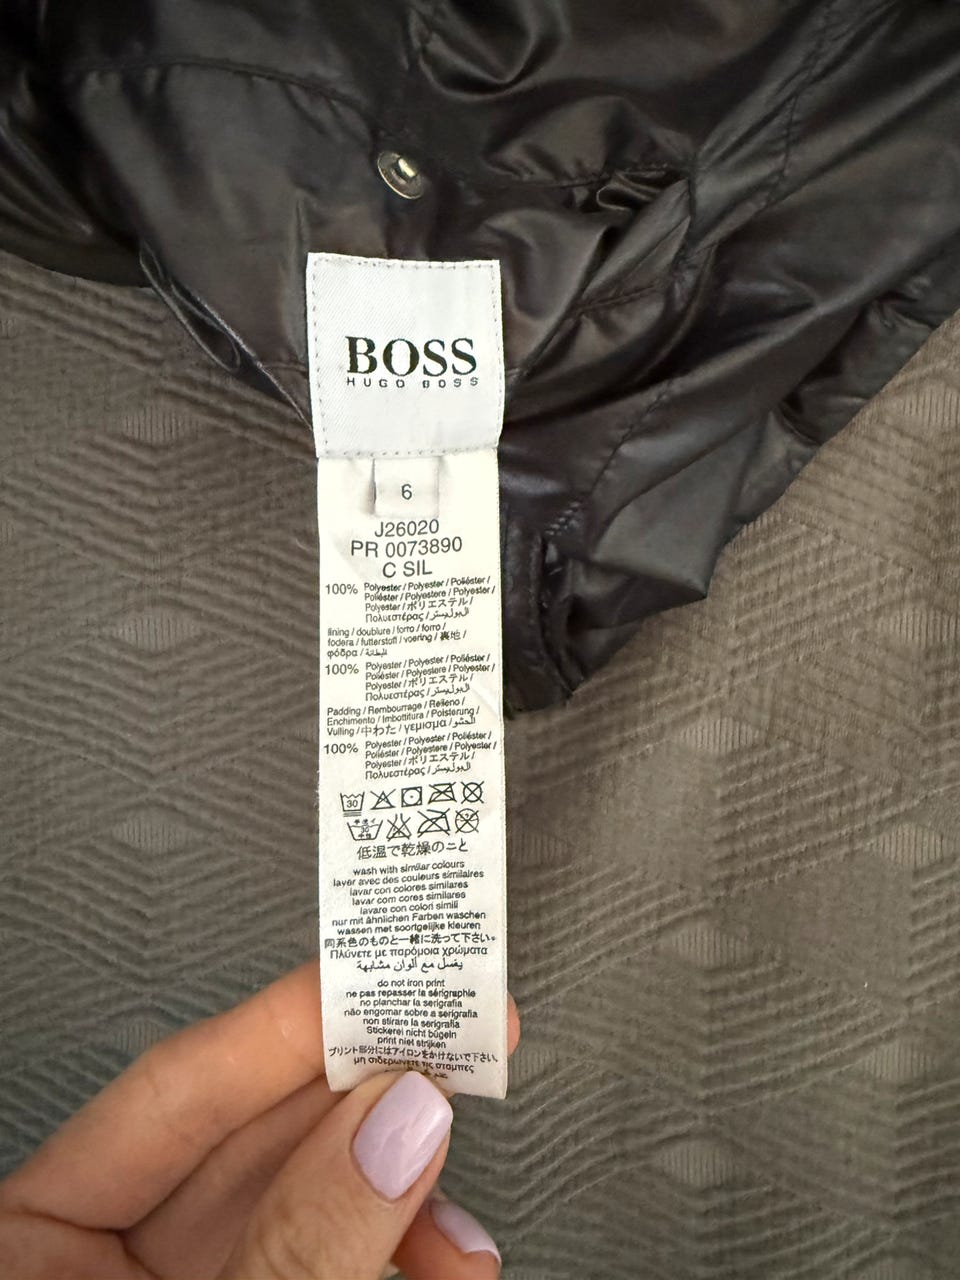 BOSS
HUGO BOSS
6
J26020
PR 0073890
C SIL
100% Polyester / Polyester / Poliéster /
Poliéster / Polyestere / Polyester /
Polyester / ポリエステル /
Πολυεστέρας / البوليستر
lining / doublure / forro / forro /
fodera / futterstoff / voering / 裏地 /
φόδρα / البطانة
100% Polyester / Polyester / Poliéster /
Poliéster / Polyestere / Polyester /
Polyester / ポリエステル /
Πολυεστέρας / البوليستر
Padding / Rembourrage / Relleno /
Enchimento / Imbottitura / Polsterung /
Vulling / 中わた / γεμισμα / الحشو
100% Polyester / Polyester / Poliéster /
Poliéster / Polyestere / Polyester /
Polyester / ポリエステル /
Πολυεστέρας / البوليستر
30
30
低温で乾燥のこと
wash with similar colours
laver avec des couleurs similaires
lavar con colores similares
lavar com cores similares
lavare con colori simili
nur mit ähnlichen Farben waschen
wassen met soortgelijke kleuren
同系色のものと一緒に洗って下さい。
Πλύνετε με παρόμοια χρώματα
يغسل مع ألوان مشابهة
do not iron print
ne pas repasser la sérigraphie
no planchar la serigrafia
não engomar sobre a serigrafia
non stirare la serigrafia
Stickerei nicht bügeln
print niet strijken
プリント部分にはアイロンをかけないで下さい。
μη σιδερωνετε τις σταμπες